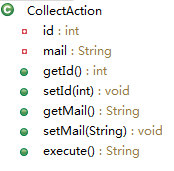 CollectAction
id : int
mail : String
getId() : int
setId(int) : void
getMail() : String
setMail(String) : void
execute() : String